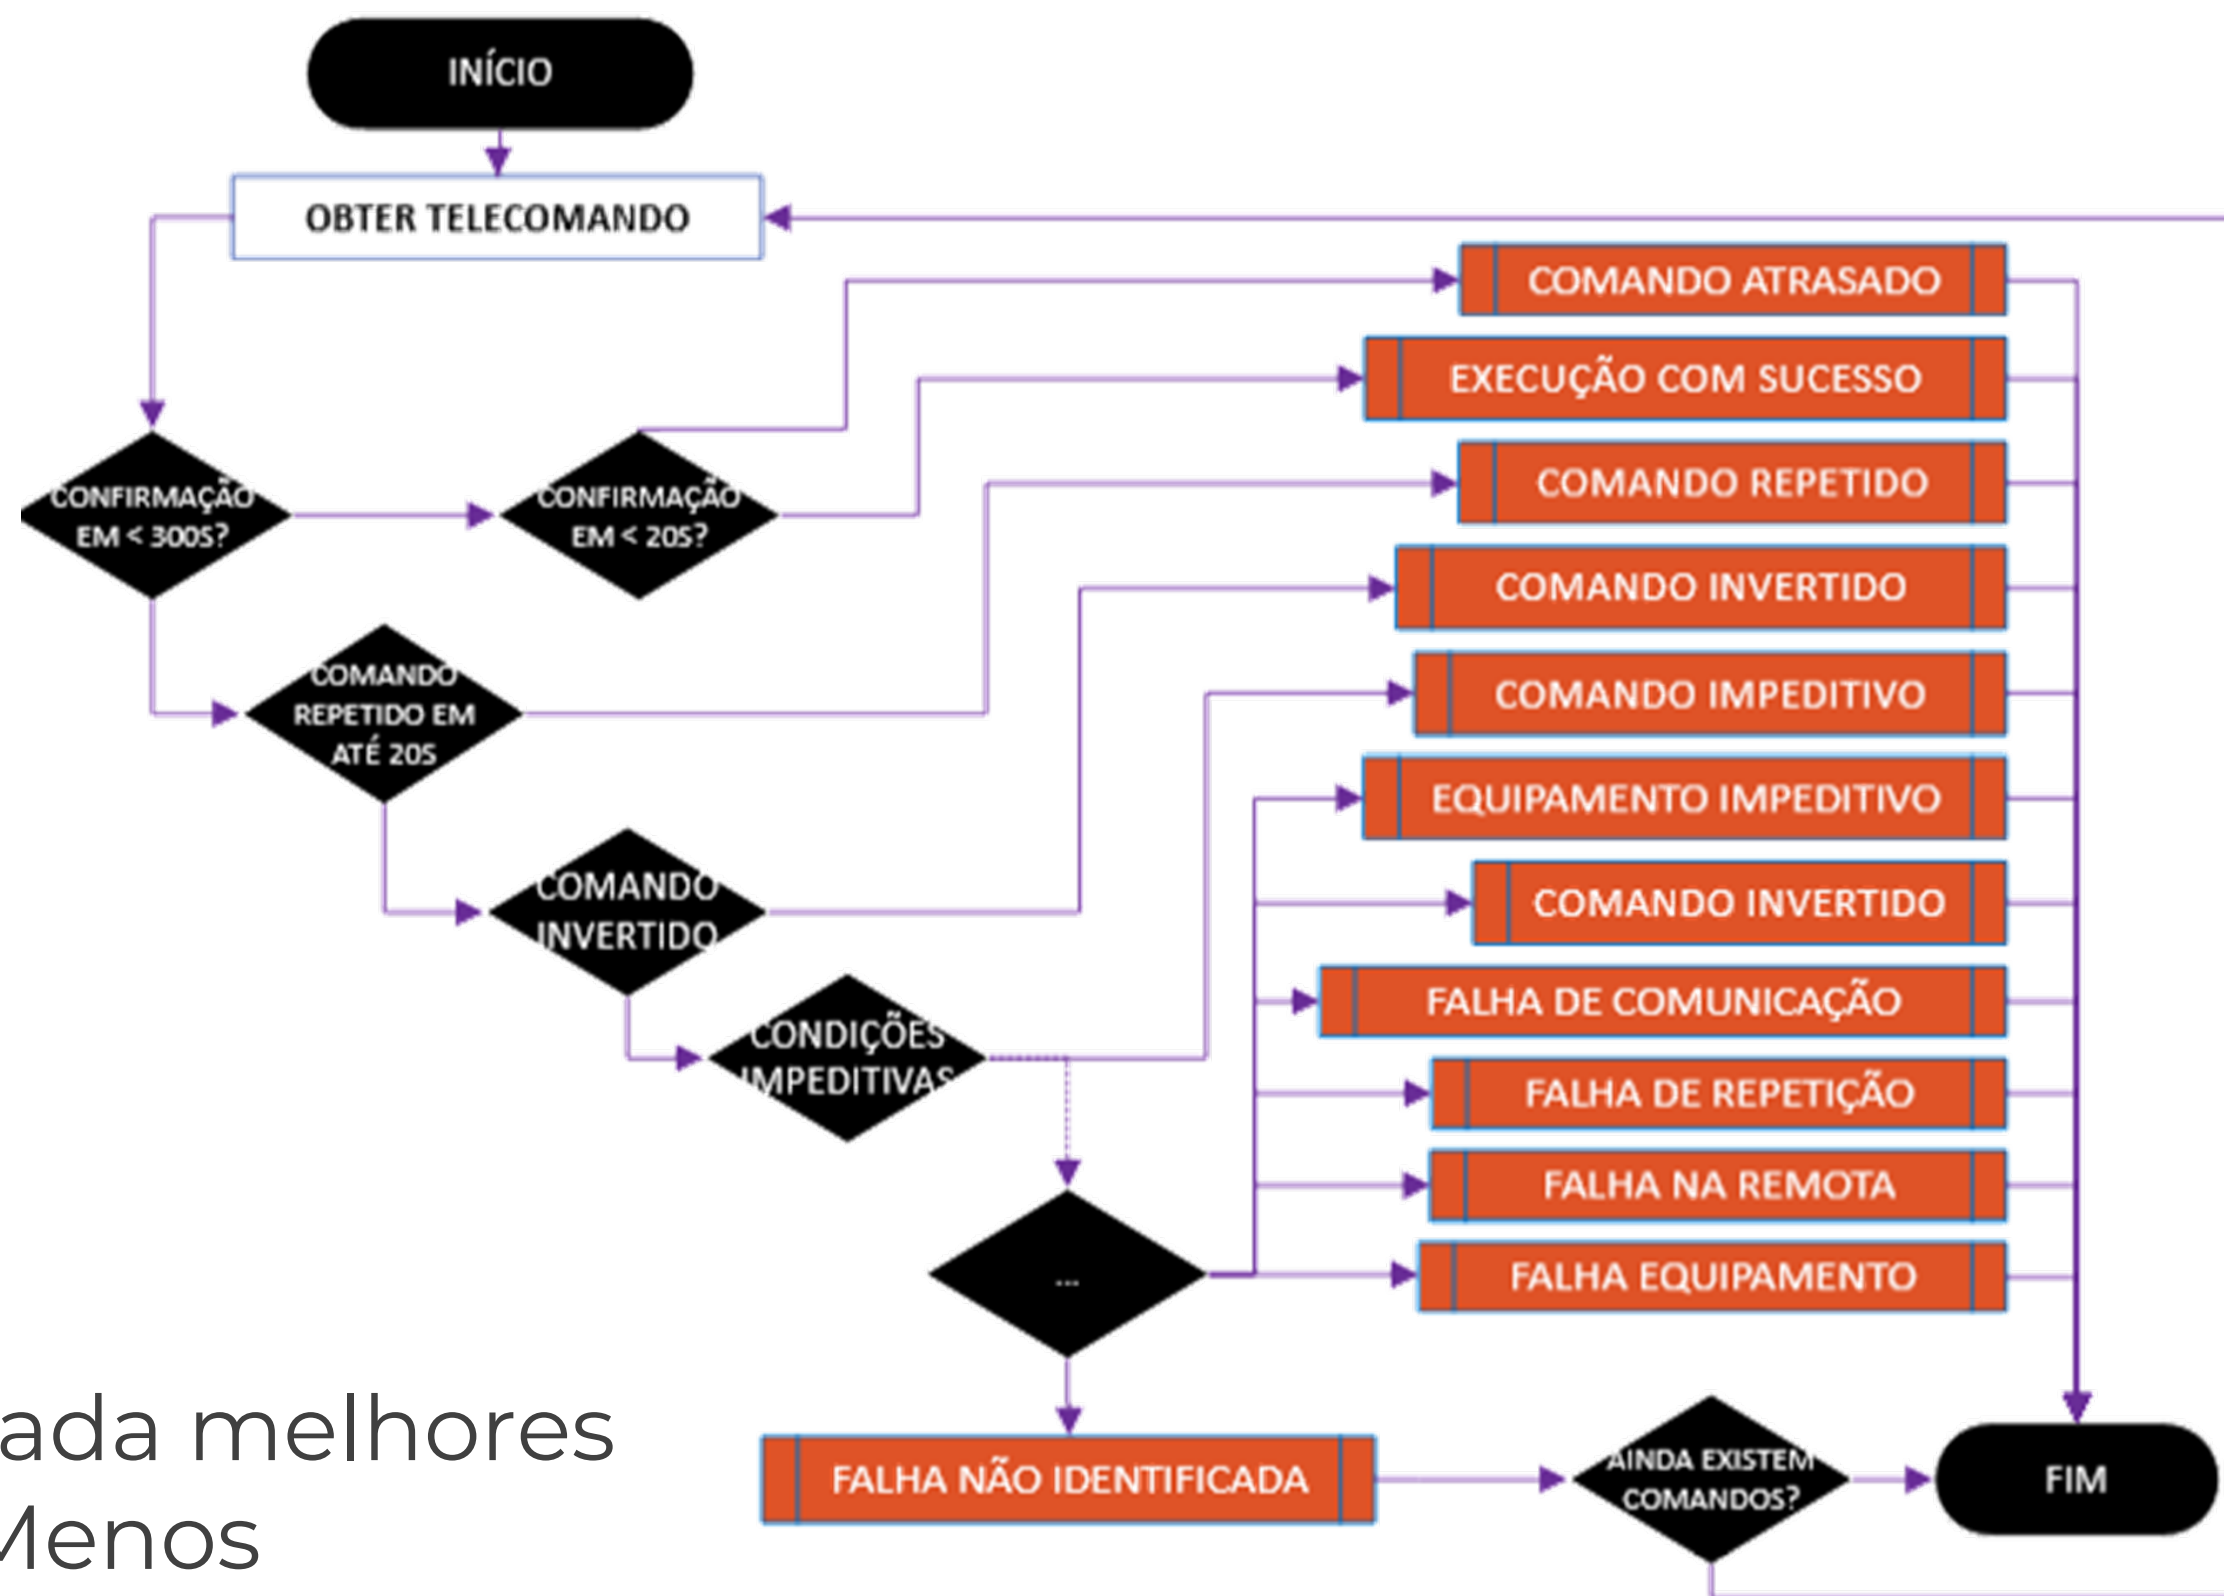 INÍCIO
OBTER TELECOMANDO
COMANDO ATRASADO
EXECUÇÃO COM SUCESSO
COMANDO REPETIDO
COMANDO INVERTIDO
COMANDO IMPEDITIVO
EQUIPAMENTO IMPEDITIVO
COMANDO INVERTIDO
FALHA DE COMUNICAÇÃO
FALHA DE REPETIÇÃO
FALHA NA REMOTA
FALHA EQUIPAMENTO
CONFIRMAÇÃO
EM < 300S?
CONFIRMAÇÃO
EM < 20S?
COMANDO
REPETIDO EM
ATÉ 20S
COMANDO
INVERTIDO
CONDIÇÕES
IMPEDITIVAS
...
FALHA NÃO IDENTIFICADA
AINDA EXISTEM
COMANDOS?
FIM
ada melhores
Menos